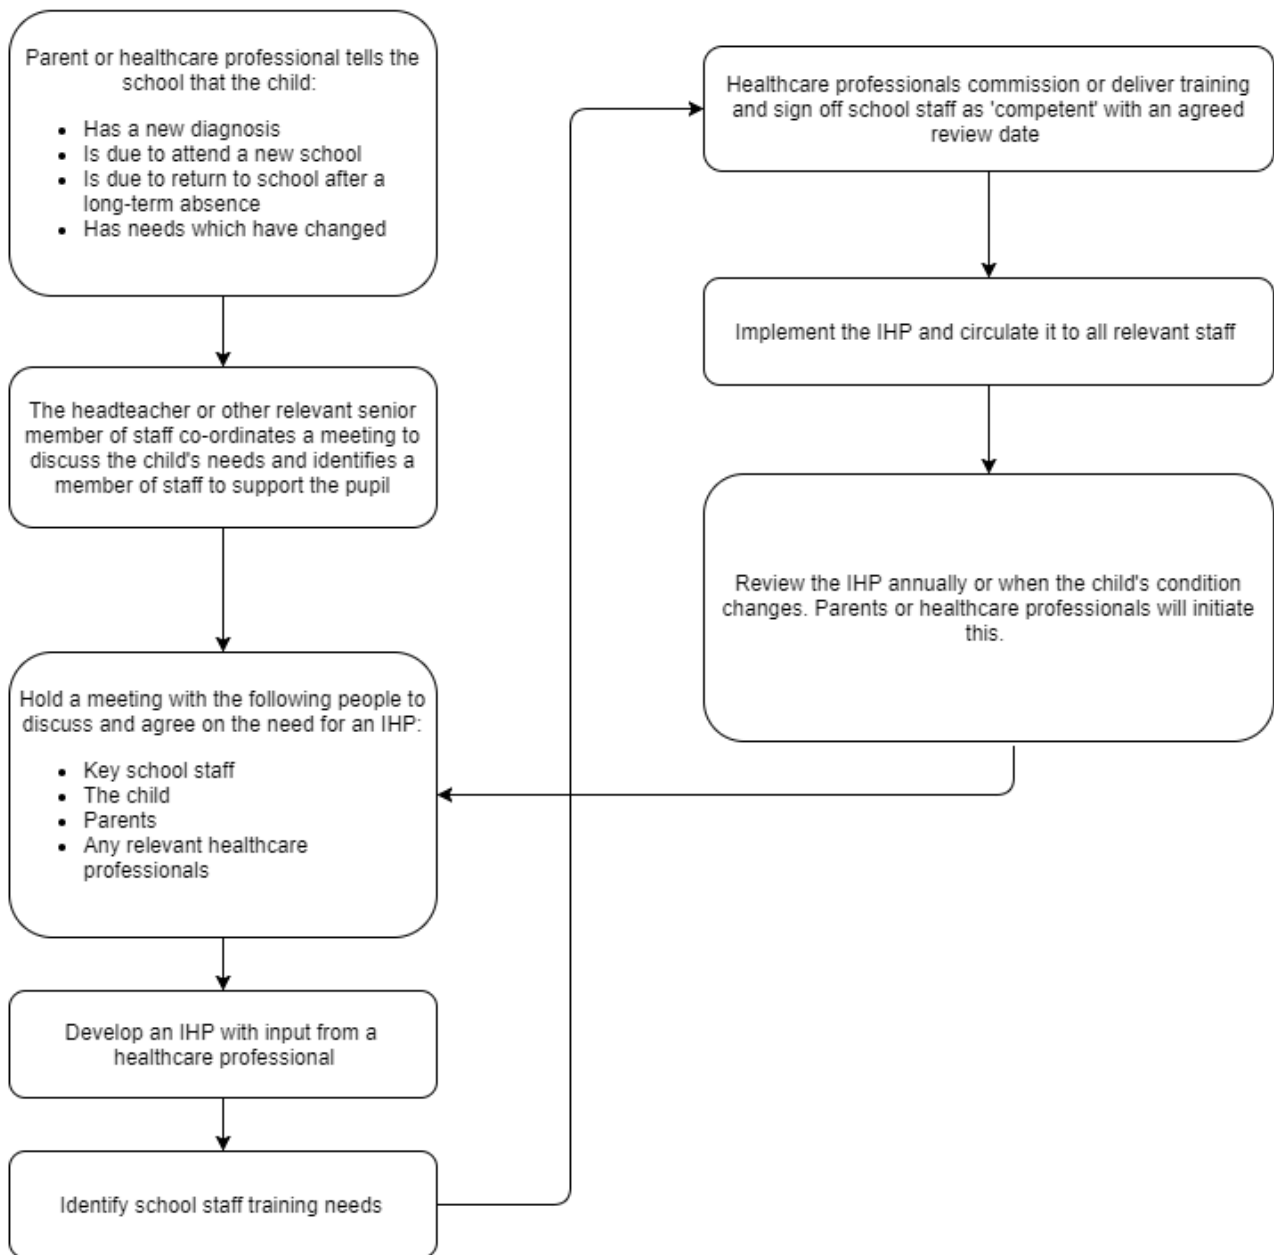 Parent or healthcare professional tells the
school that the child:
• Has a new diagnosis
• Is due to attend a new school
• Is due to return to school after a
long-term absence
• Has needs which have changed
The headteacher or other relevant senior
member of staff co-ordinates a meeting to
discuss the child's needs and identifies a
member of staff to support the pupil
Hold a meeting with the following people to
discuss and agree on the need for an IHP:
• Key school staff
• The child
• Parents
• Any relevant healthcare
professionals
Develop an IHP with input from a
healthcare professional
Identify school staff training needs
Healthcare professionals commission or deliver training
and sign off school staff as 'competent' with an agreed
review date
Implement the IHP and circulate it to all relevant staff
Review the IHP annually or when the child's condition
changes. Parents or healthcare professionals will initiate
this.